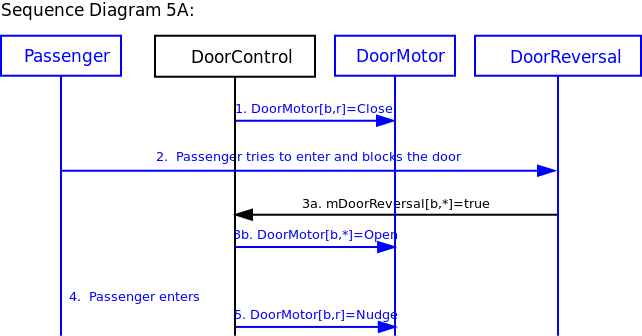 Sequence Diagram 5A:
Passenger DoorControl DoorMotor DoorReversal
1. DoorMotor[b,r]=Close
2. Passenger tries to enter and blocks the door
3a. mDoorReversal[b,*]=true
3b. DoorMotor[b,*]=Open
4. Passenger enters
5. DoorMotor[b,r]=Nudge